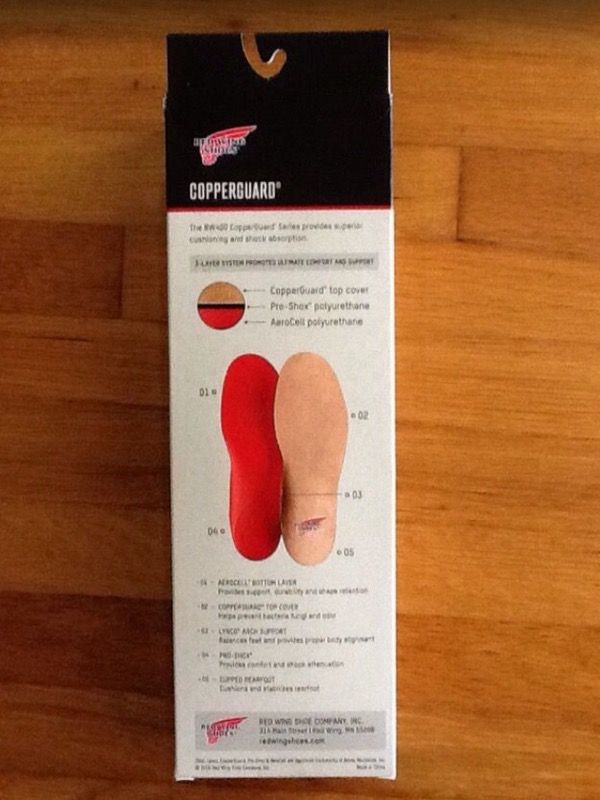 RED WING
SHOES
COPPERGUARD®
The RW400 CopperGuard® Series provides superior
cushioning and shock absorption.
3-LAYER SYSTEM PROMOTES ULTIMATE COMFORT AND SUPPORT
CopperGuard® top cover
Pro-Shox® polyurethane
AeroCell polyurethane
01
02
03
04
05
01 - AEROCELL® BOTTOM LAYER
Provides support, durability and shape retention
02 - COPPERGUARD® TOP COVER
Helps prevent bacteria fungi and odor
03 - LYNCO® ARCH SUPPORT
Balances feet and provides proper body alignment
04 - PRO-SHOX®
Provides comfort and shock attenuation
05 - CUPPED REARFOOT
Cushions and stabilizes rearfoot
RED WING
SHOES
RED WING SHOE COMPANY, INC.
314 Main Street | Red Wing, MN 55066
redwingshoes.com
Made in China